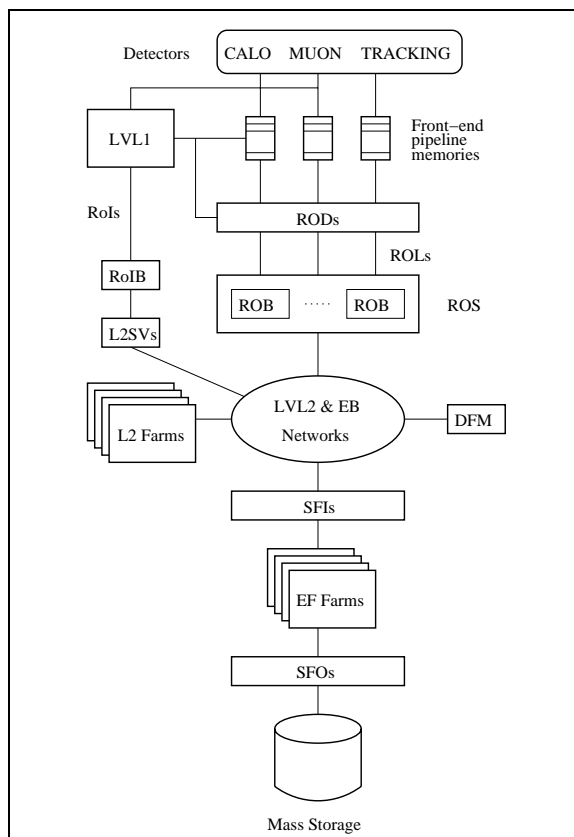 Detectors
CALO MUON TRACKING
LVL1
Front−end
pipeline
memories
RoIs
RODs
ROLs
RoIB
ROB ..... ROB
ROS
L2SVs
LVL2 & EB
Networks
L2 Farms
DFM
SFIs
EF Farms
SFOs
Mass Storage